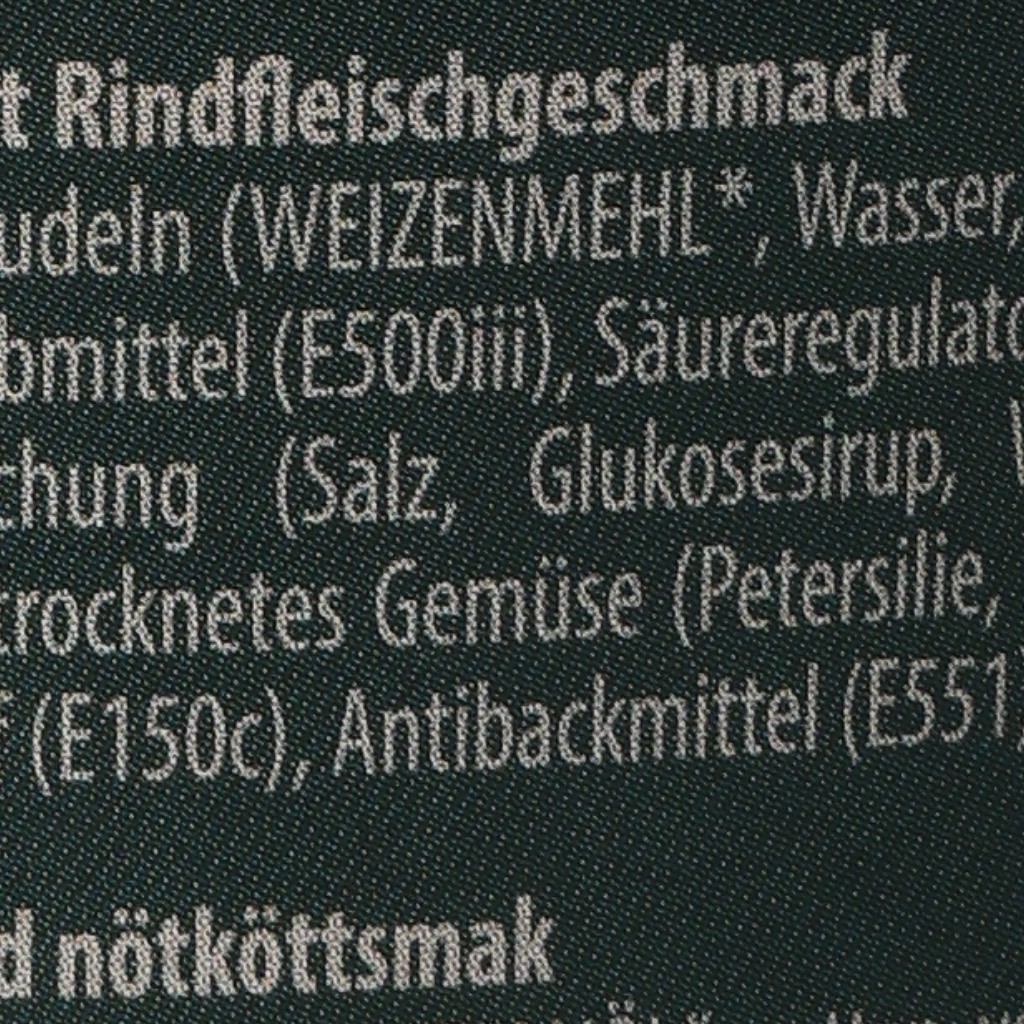 t Rindfleischgeschmack
udeln (WEIZENMEHL*, Wasser,
bmittel (E500iii), Säureregulato
chung (Salz, Glukosesirup,
trocknetes Gemüse (Petersilie,
(E150c), Antibackmittel (E551)
d nötköttsmak